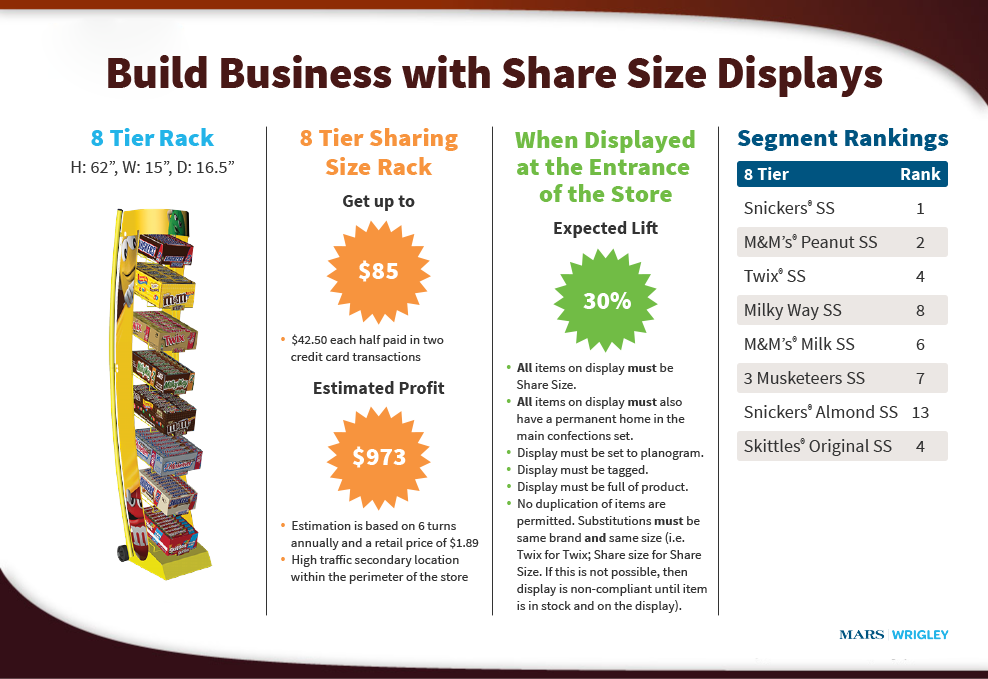 Build Business with Share Size Displays
8 Tier Rack
H: 62”, W: 15”, D: 16.5”
SNICKERS
m&m's
TWIX
MilkyWay
m&m's
SNICKERS
Skittles
8 Tier Sharing
Size Rack
Get up to
$85
• $42.50 each half paid in two
credit card transactions
Estimated Profit
$973
• Estimation is based on 6 turns
annually and a retail price of $1.89
• High traffic secondary location
within the perimeter of the store
When Displayed
at the Entrance
of the Store
Expected Lift
30%
• All items on display must be
Share Size.
• All items on display must also
have a permanent home in the
main confections set.
• Display must be set to planogram.
• Display must be tagged.
• Display must be full of product.
• No duplication of items are
permitted. Substitutions must be
same brand and same size (i.e.
Twix for Twix; Share size for Share
Size. If this is not possible, then
display is non-compliant until item
is in stock and on the display).
Segment Rankings
8 Tier Rank
Snickers® SS 1
M&M’s® Peanut SS 2
Twix® SS 4
Milky Way SS 8
M&M’s® Milk SS 6
3 Musketeers SS 7
Snickers® Almond SS 13
Skittles® Original SS 4
MARS | WRIGLEY